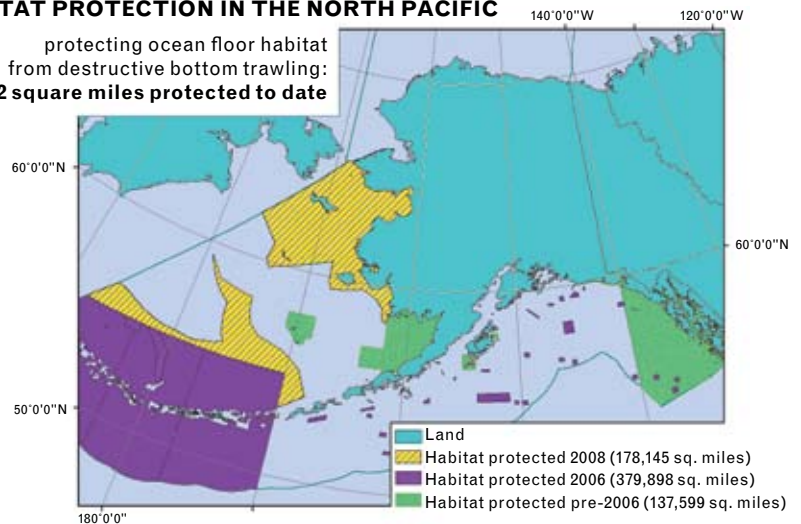 TAT PROTECTION IN THE NORTH PACIFIC
140°0'0"W 120°0'0"W
protecting ocean floor habitat
from destructive bottom trawling:
2 square miles protected to date
60°0'0"N
60°0'0"N
50°0'0"N
Land
Habitat protected 2008 (178,145 sq. miles)
Habitat protected 2006 (379,898 sq. miles)
Habitat protected pre-2006 (137,599 sq. miles)
180°0'0"